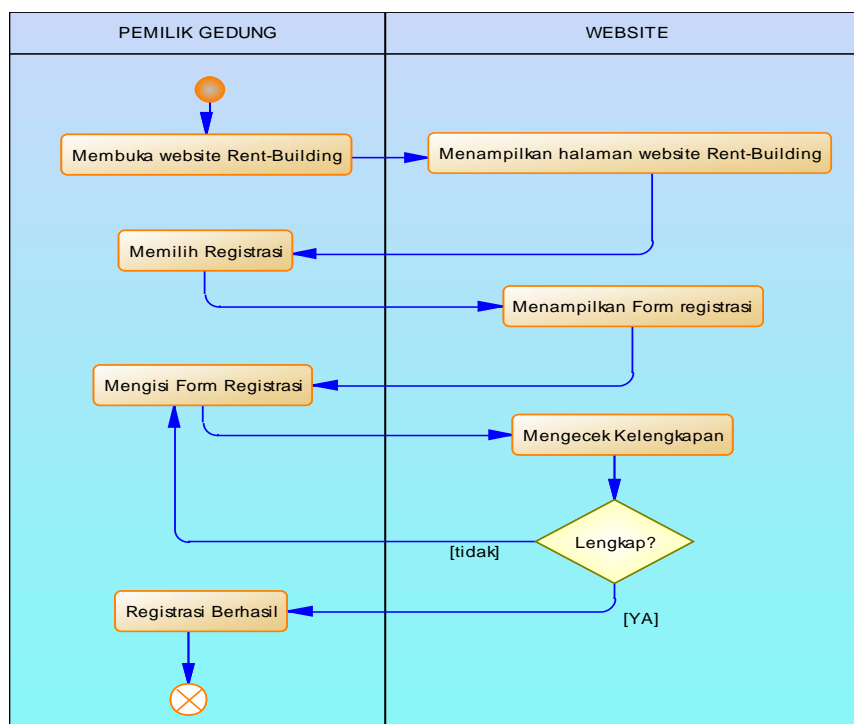 PEMILIK GEDUNG
WEBSITE
Membuka website Rent-Building
Menampilkan halaman website Rent-Building
Memilih Registrasi
Menampilkan Form registrasi
Mengisi Form Registrasi
Mengecek Kelengkapan
Lengkap?
[tidak]
Registrasi Berhasil
[YA]